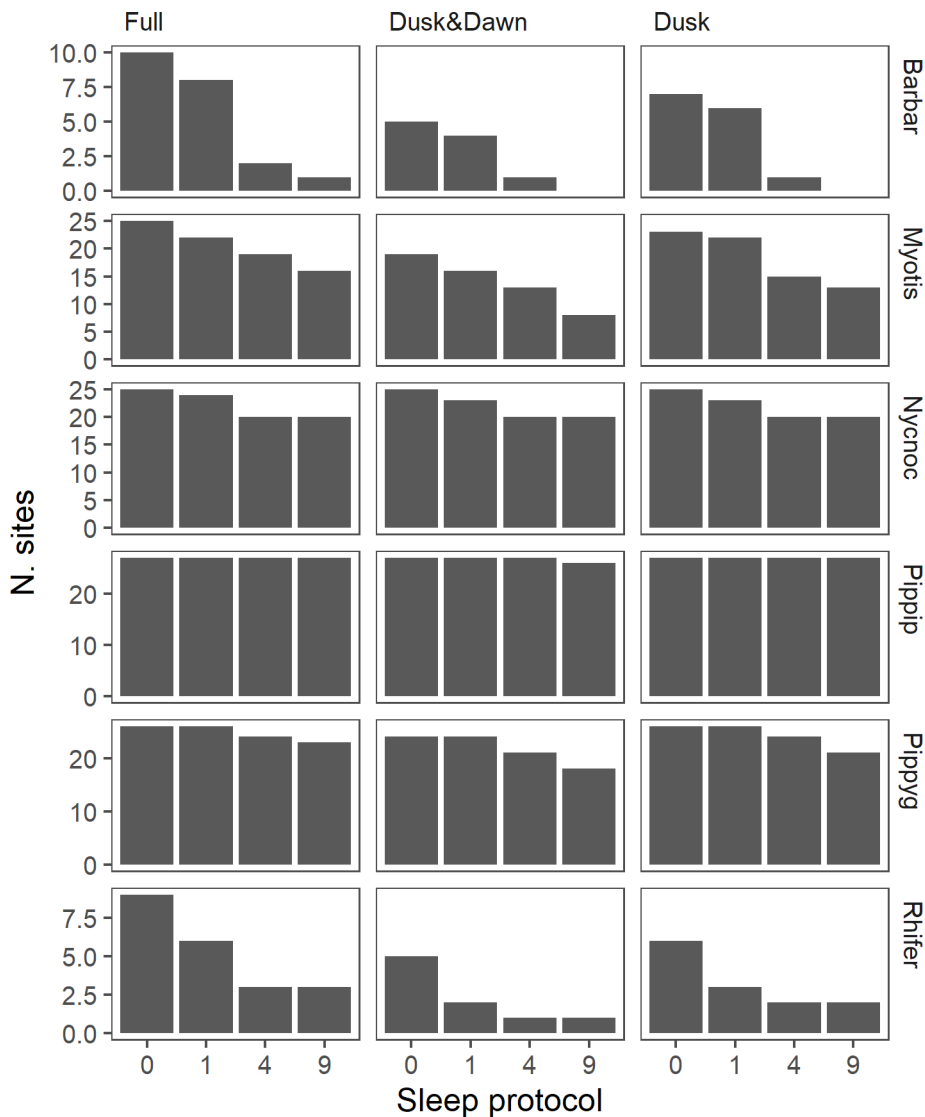 Full Dusk&Dawn Dusk
10.0
7.5
5.0
2.5
0.0
Barbar
25
20
15
10
5
0
Myotis
25
20
15
10
5
0
Nycnoc
20
10
0
Pippip
20
10
0
Pippyg
7.5
5.0
2.5
0.0
Rhifer
N. sites
0 1 4 9 0 1 4 9 0 1 4 9
Sleep protocol